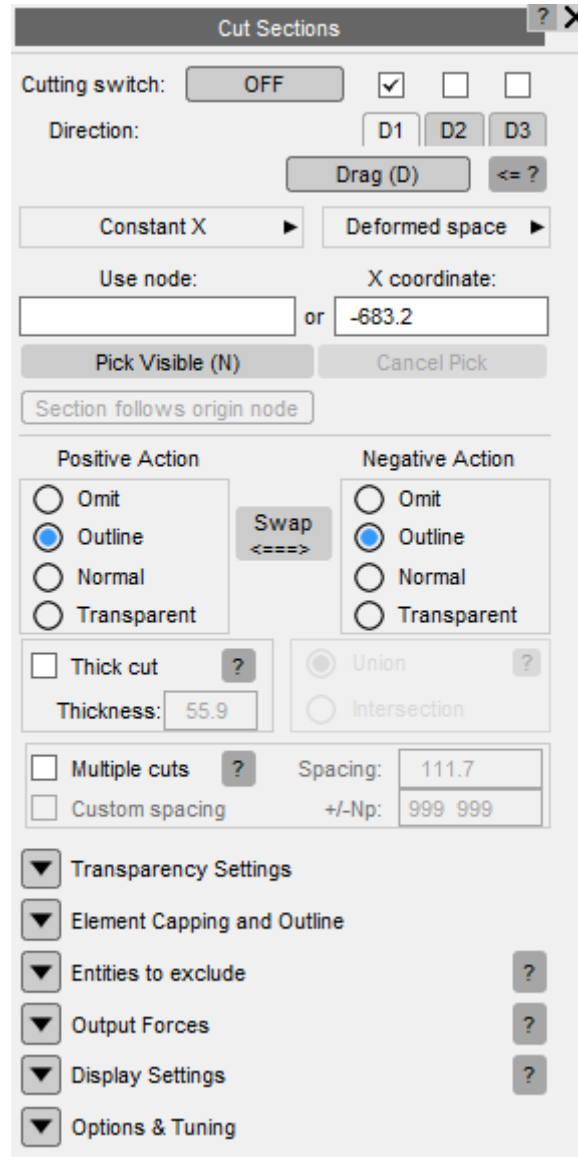 Cut Sections ? X
Cutting switch: OFF
Direction: D1 D2 D3
Drag (D) <= ?
Constant X Deformed space
Use node: X coordinate:
or -683.2
Pick Visible (N) Cancel Pick
Section follows origin node
Positive Action Negative Action
Omit Omit
Outline Swap Outline
<===>
Normal Normal
Transparent Transparent
Thick cut ? Union ?
Thickness: 55.9 Intersection
Multiple cuts ? Spacing: 111.7
Custom spacing +/-Np: 999 999
Transparency Settings
Element Capping and Outline
Entities to exclude ?
Output Forces ?
Display Settings ?
Options & Tuning